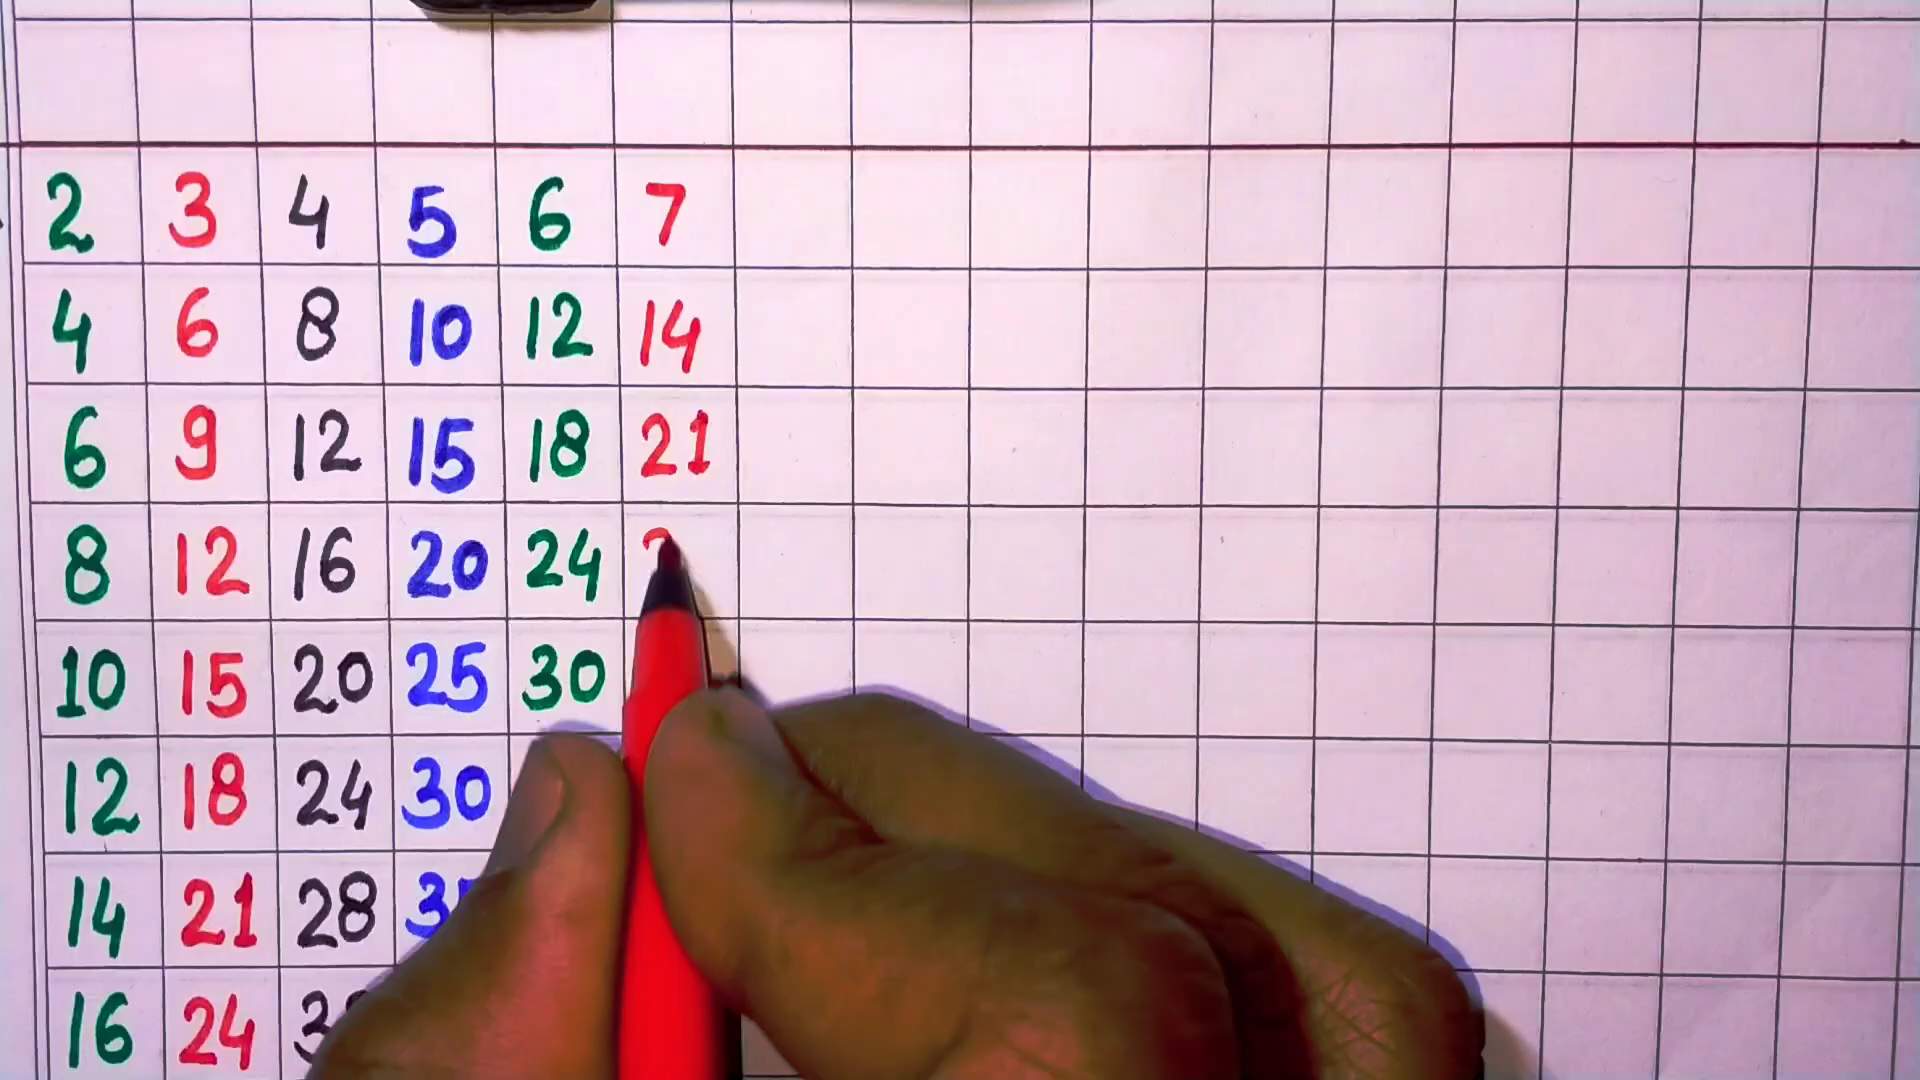 2 3 4 5 6 7
4 6 8 10 12 14
6 9 12 15 18 21
8 12 16 20 24
10 15 20 25 30
12 18 24 30
14 21 28
16 24